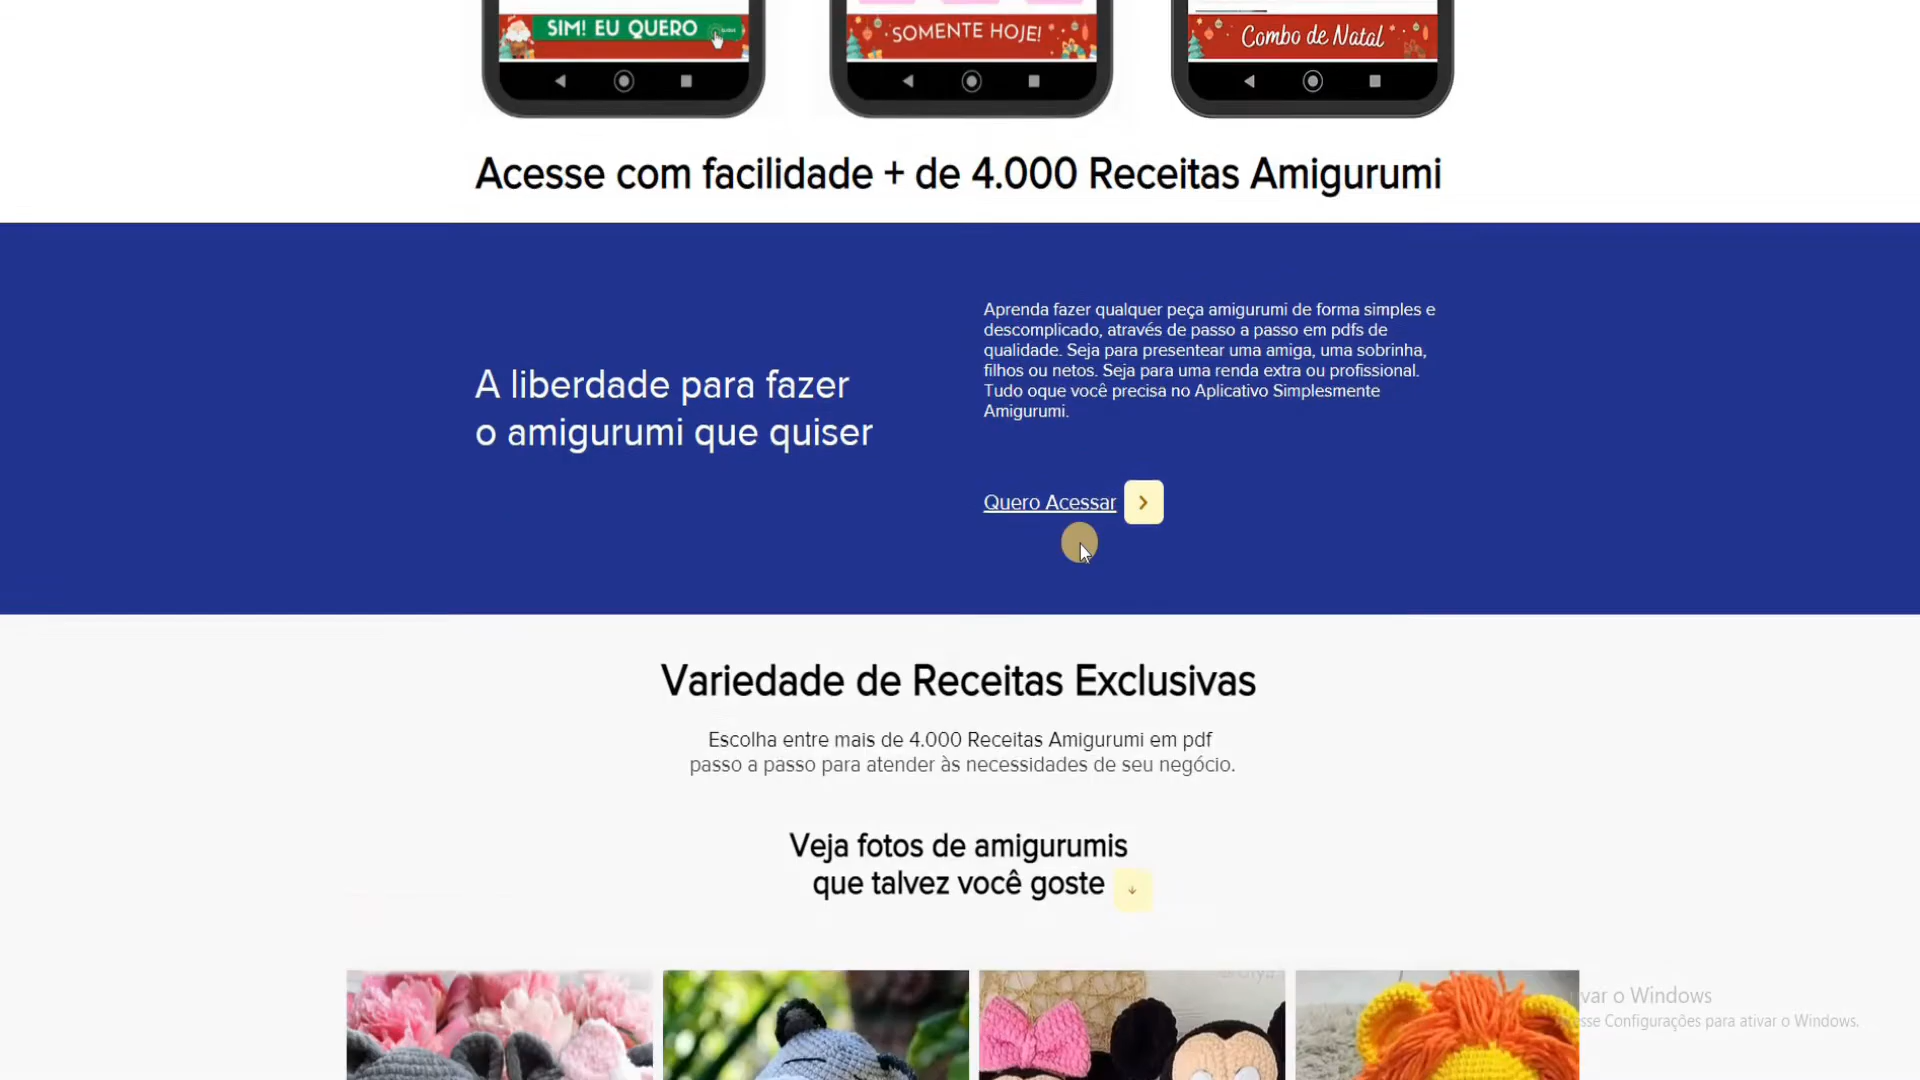 SIM! EU QUERO
SOMENTE HOJE!
Combo de Natal
Acesse com facilidade + de 4.000 Receitas Amigurumi
A liberdade para fazer
o amigurumi que quiser
Aprenda fazer qualquer peça amigurumi de forma simples e
descomplicado, através de passo a passo em pdfs de
qualidade. Seja para presentear uma amiga, uma sobrinha,
filhos ou netos. Seja para uma renda extra ou profissional.
Tudo oque você precisa no Aplicativo Simplesmente
Amigurumi.
Quero Acessar
Variedade de Receitas Exclusivas
Escolha entre mais de 4.000 Receitas Amigurumi em pdf
passo a passo para atender às necessidades de seu negócio.
Veja fotos de amigurumis
que talvez você goste
var o Windows
sse Configurações para ativar o Windows.